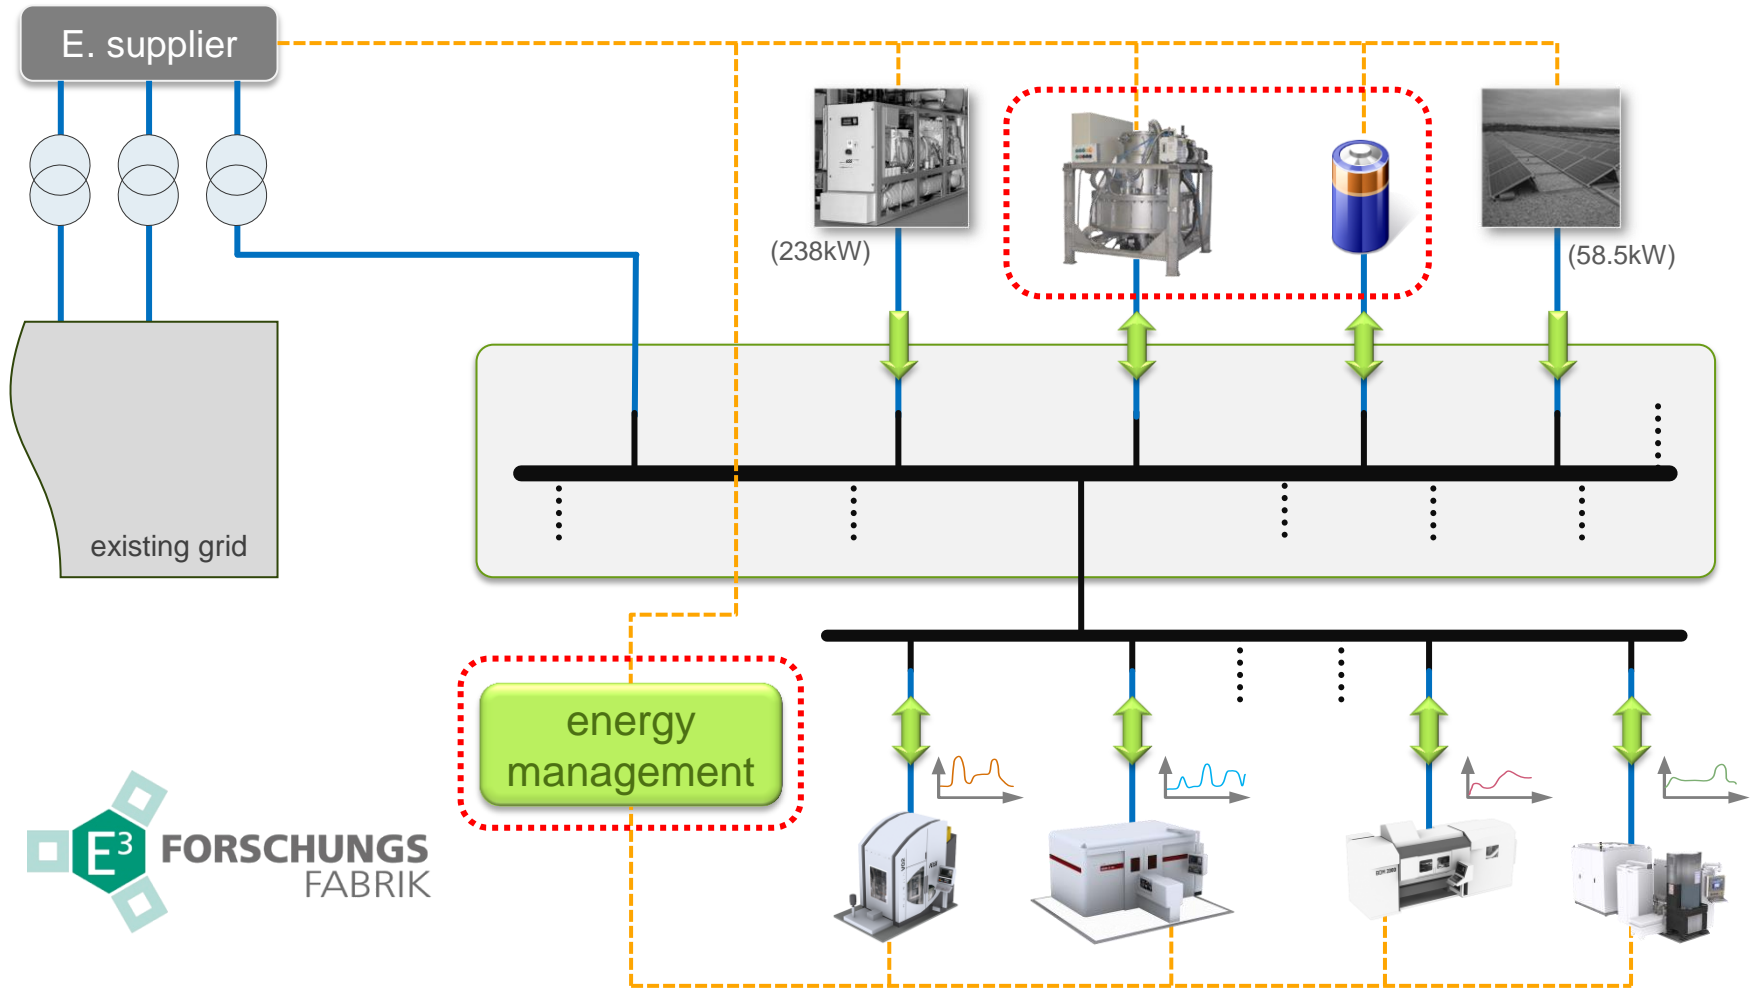 E. supplier
(238kW)
(58.5kW)
existing grid
energy
management
E³ FORSCHUNGS
FABRIK